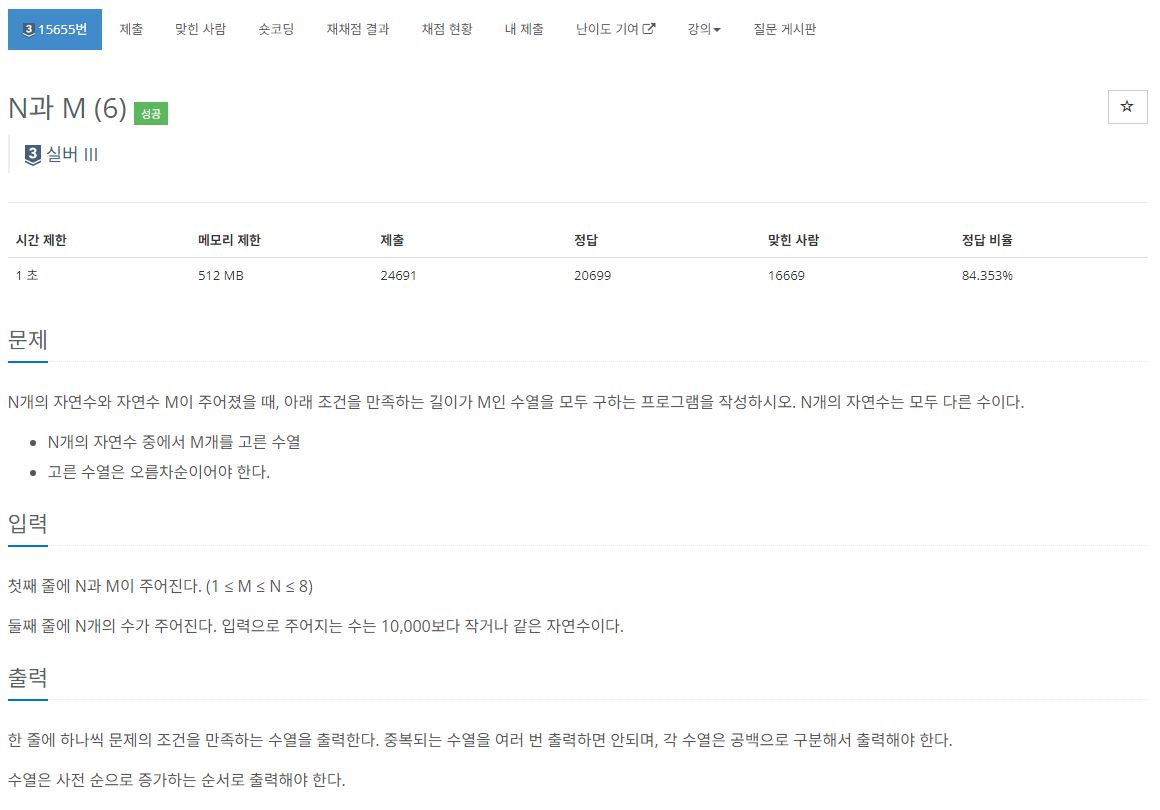 3 15655번 제출 맞힌 사람 숏코딩 재채점 결과 채점 현황 내 제출 난이도 기여 강의 질문 게시판
N과 M (6) 성공
3 실버 III
시간 제한 메모리 제한 제출 정답 맞힌 사람 정답 비율
1 초 512 MB 24691 20699 16669 84.353%
문제
N개의 자연수와 자연수 M이 주어졌을 때, 아래 조건을 만족하는 길이가 M인 수열을 모두 구하는 프로그램을 작성하시오. N개의 자연수는 모두 다른 수이다.
• N개의 자연수 중에서 M개를 고른 수열
• 고른 수열은 오름차순이어야 한다.
입력
첫째 줄에 N과 M이 주어진다. (1 ≤ M ≤ N ≤ 8)
둘째 줄에 N개의 수가 주어진다. 입력으로 주어지는 수는 10,000보다 작거나 같은 자연수이다.
출력
한 줄에 하나씩 문제의 조건을 만족하는 수열을 출력한다. 중복되는 수열을 여러 번 출력하면 안되며, 각 수열은 공백으로 구분해서 출력해야 한다.
수열은 사전 순으로 증가하는 순서로 출력해야 한다.